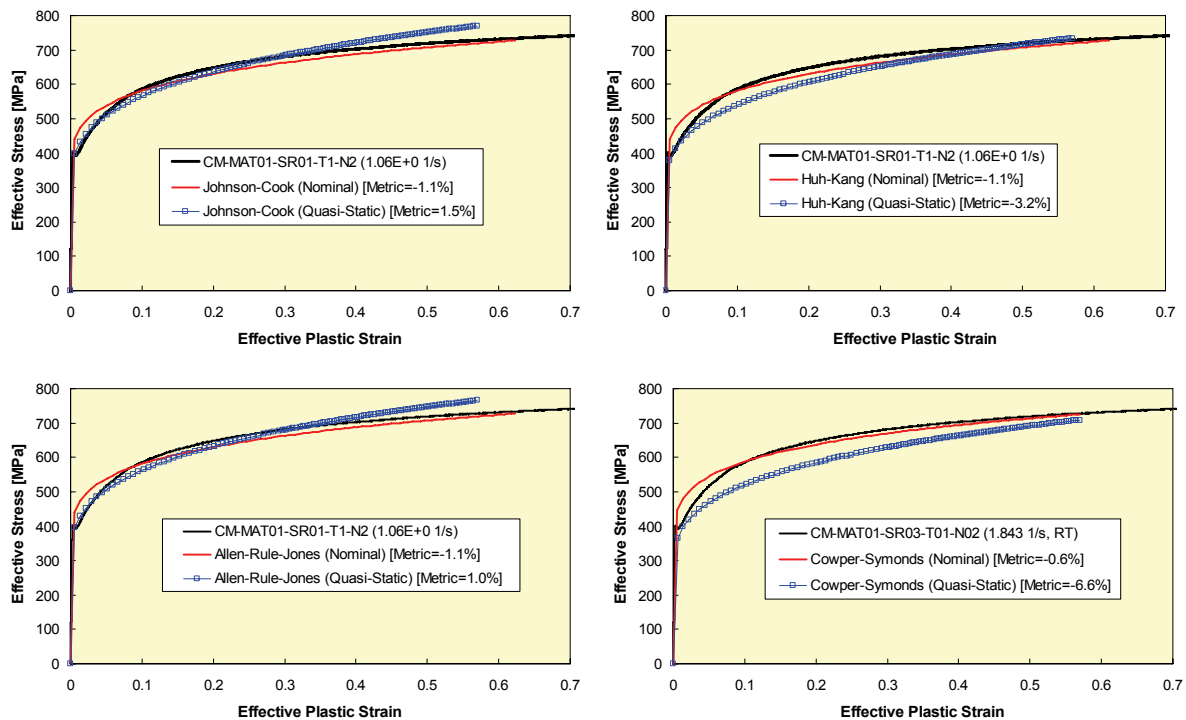 800
700
600
500
400
300
200
100
0
Effective Stress [MPa]
CM-MAT01-SR01-T1-N2 (1.06E+0 1/s)
Johnson-Cook (Nominal) [Metric=-1.1%]
Johnson-Cook (Quasi-Static) [Metric=1.5%]
0 0.1 0.2 0.3 0.4 0.5 0.6 0.7
Effective Plastic Strain
800
700
600
500
400
300
200
100
0
Effective Stress [MPa]
CM-MAT01-SR01-T1-N2 (1.06E+0 1/s)
Huh-Kang (Nominal) [Metric=-1.1%]
Huh-Kang (Quasi-Static) [Metric=-3.2%]
0 0.1 0.2 0.3 0.4 0.5 0.6 0.7
Effective Plastic Strain
800
700
600
500
400
300
200
100
0
Effective Stress [MPa]
CM-MAT01-SR01-T1-N2 (1.06E+0 1/s)
Allen-Rule-Jones (Nominal) [Metric=-1.1%]
Allen-Rule-Jones (Quasi-Static) [Metric=1.0%]
0 0.1 0.2 0.3 0.4 0.5 0.6 0.7
Effective Plastic Strain
800
700
600
500
400
300
200
100
0
Effective Stress [MPa]
CM-MAT01-SR03-T01-N02 (1.843 1/s, RT)
Cowper-Symonds (Nominal) [Metric=-0.6%]
Cowper-Symonds (Quasi-Static) [Metric=-6.6%]
0 0.1 0.2 0.3 0.4 0.5 0.6 0.7
Effective Plastic Strain